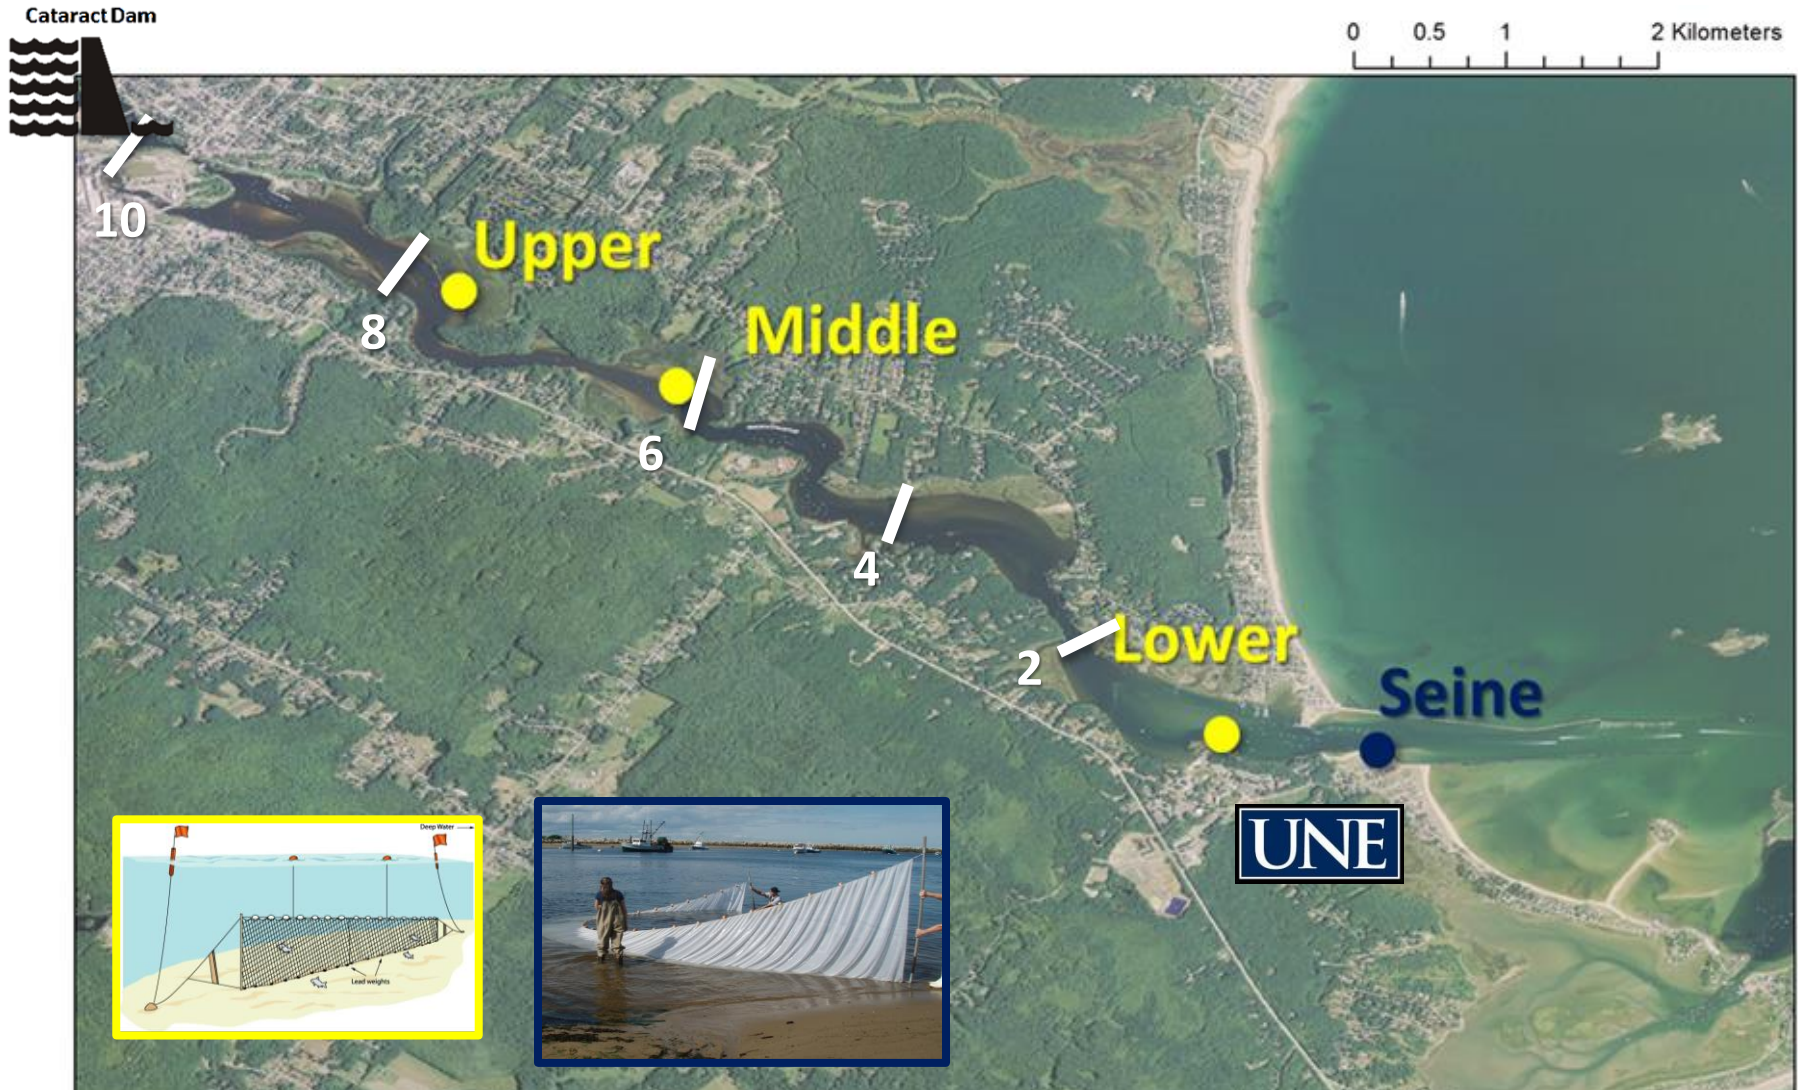 Cataract Dam
0 0.5 1 2 Kilometers
10
Upper
8
Middle
6
4
Lower
2
Seine
UNE
Deep Water
Lead weights